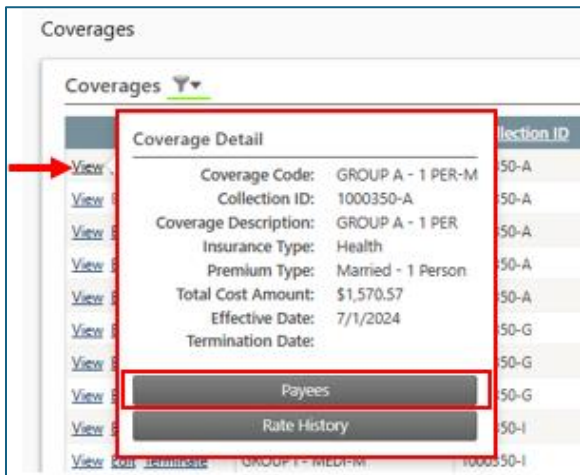 Coverages
Coverages
llection ID
View
50-A
View
50-A
View
50-A
View
50-A
View
50-A
View
50-G
View
50-G
View
50-G
View
50-I
View Edit Terminate GROUP I - MEDI-M 1000350-I
Coverage Detail
Coverage Code: GROUP A - 1 PER-M
Collection ID: 1000350-A
Coverage Description: GROUP A - 1 PER
Insurance Type: Health
Premium Type: Married - 1 Person
Total Cost Amount: $1,570.57
Effective Date: 7/1/2024
Termination Date:
Payees
Rate History